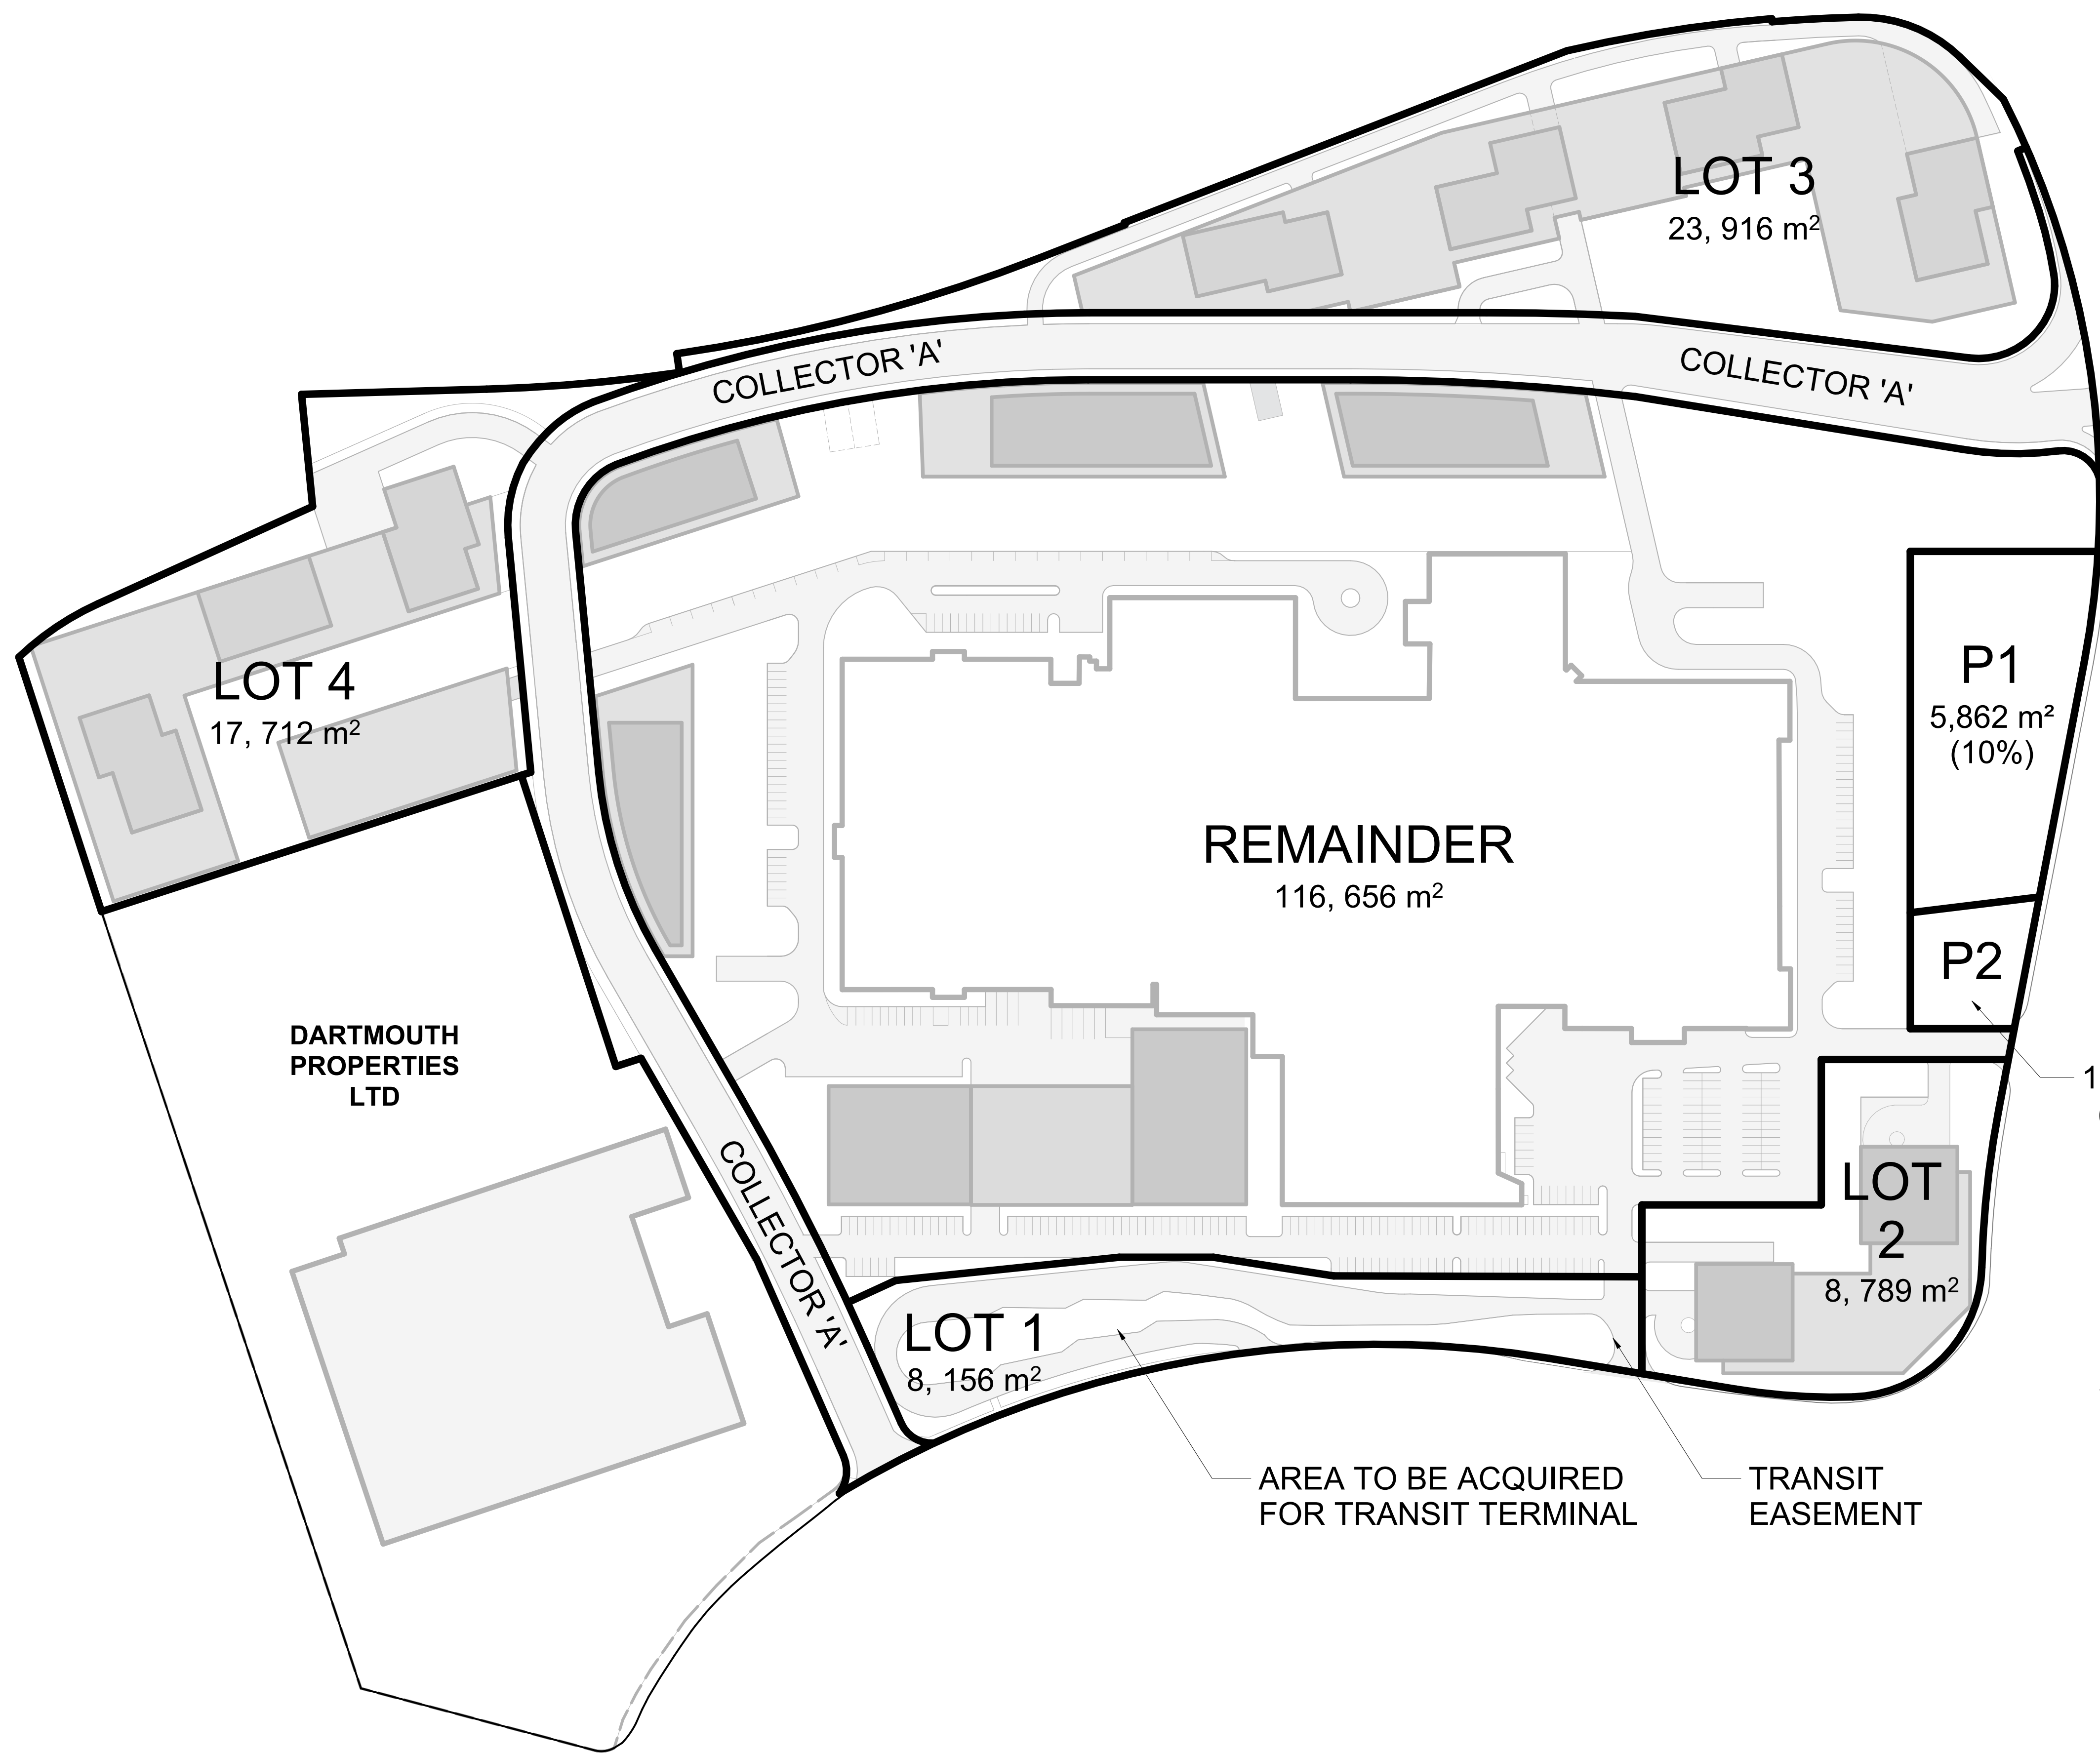 LOT 3
23, 916 m²
COLLECTOR 'A'
COLLECTOR 'A'
LOT 4
17, 712 m²
P1
5,862 m²
(10%)
REMAINDER
116, 656 m²
P2
DARTMOUTH
PROPERTIES
LTD
1
LOT
2
8, 789 m²
COLLECTOR 'A'
LOT 1
8, 156 m²
AREA TO BE ACQUIRED
FOR TRANSIT TERMINAL
TRANSIT
EASEMENT